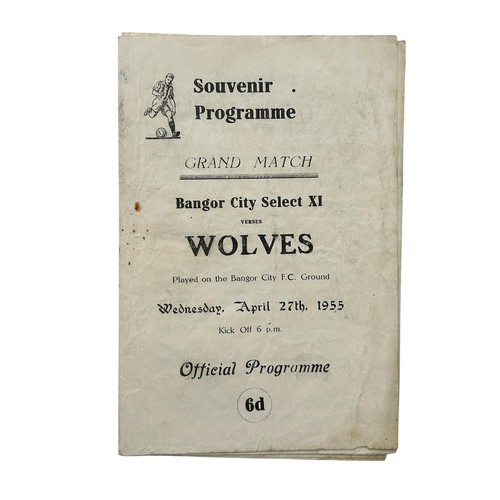 Souvenir .
Programme
GRAND MATCH
Bangor City Select XI
VERSUS
WOLVES
Played on the Bangor City F.C. Ground
Wednesday, April 27th, 1955
Kick Off 6 p.m.
Official Programme
6d